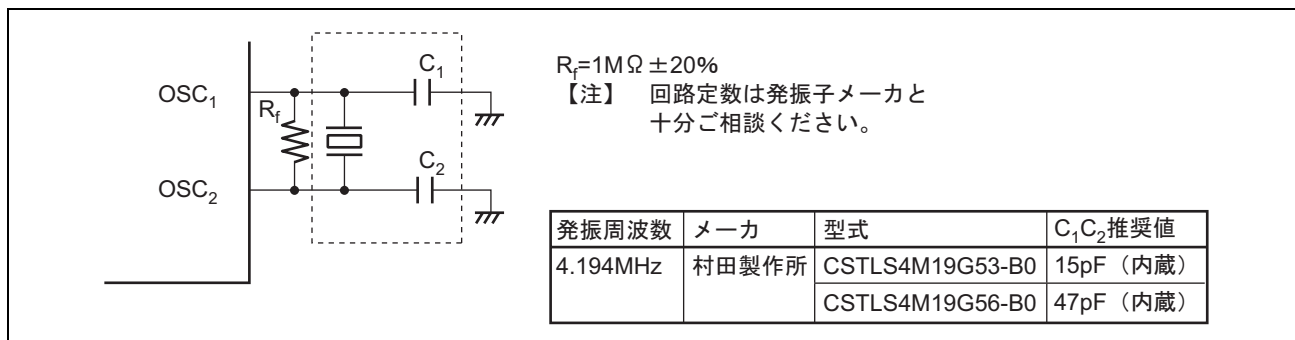 OSC₁
OSC₂
R_f
C₁
C₂
R_f=1MΩ±20%
【注】 回路定数は発振子メーカと
十分ご相談ください。
発振周波数 メーカ 型式 C₁C₂推奨値
4.194MHz 村田製作所 CSTLS4M19G53-B0 15pF（内蔵）
CSTLS4M19G56-B0 47pF（内蔵）